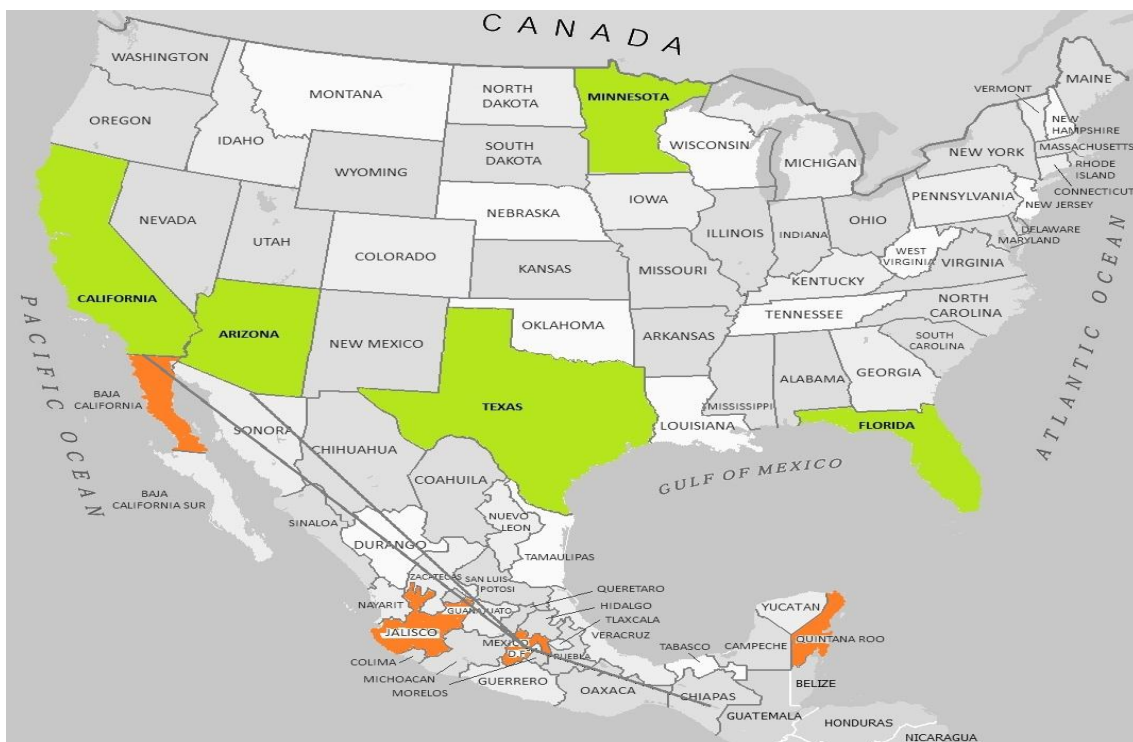 CANADA
WASHINGTON
MONTANA
NORTH
DAKOTA
MINNESOTA
MAINE
VERMONT
NEW
HAMPSHIRE
OREGON
IDAHO
SOUTH
DAKOTA
WISCONSIN
MICHIGAN
NEW YORK
MASSACHUSETTS
RHODE
ISLAND
CONNECTICUT
WYOMING
IOWA
PENNSYLVANIA
NEW JERSEY
NEVADA
NEBRASKA
ILLINOIS
INDIANA
OHIO
DELAWARE
MARYLAND
UTAH
COLORADO
KANSAS
MISSOURI
WEST
VIRGINIA
VIRGINIA
KENTUCKY
CALIFORNIA
ARIZONA
NEW MEXICO
OKLAHOMA
ARKANSAS
TENNESSEE
NORTH
CAROLINA
SOUTH
CAROLINA
PACIFIC OCEAN
ATLANTIC OCEAN
TEXAS
LOUISIANA
MISSISSIPPI
ALABAMA
GEORGIA
FLORIDA
BAJA
CALIFORNIA
SONORA
CHIHUAHUA
COAHUILA
GULF OF MEXICO
BAJA
CALIFORNIA SUR
SINALOA
DURANGO
NUEVO
LEON
TAMAULIPAS
ZACATECAS
SAN LUIS
POTOSI
QUERETARO
NAYARIT
GUANAJUATO
HIDALGO
TLAXCALA
VERACRUZ
JALISCO
MEXICO
D.F.
PUEBLA
COLIMA
MICHOACAN
MORELOS
GUERRERO
OAXACA
TABASCO
CHIAPAS
CAMPECHE
YUCATAN
QUINTANA ROO
BELIZE
GUATEMALA
HONDURAS
NICARAGUA